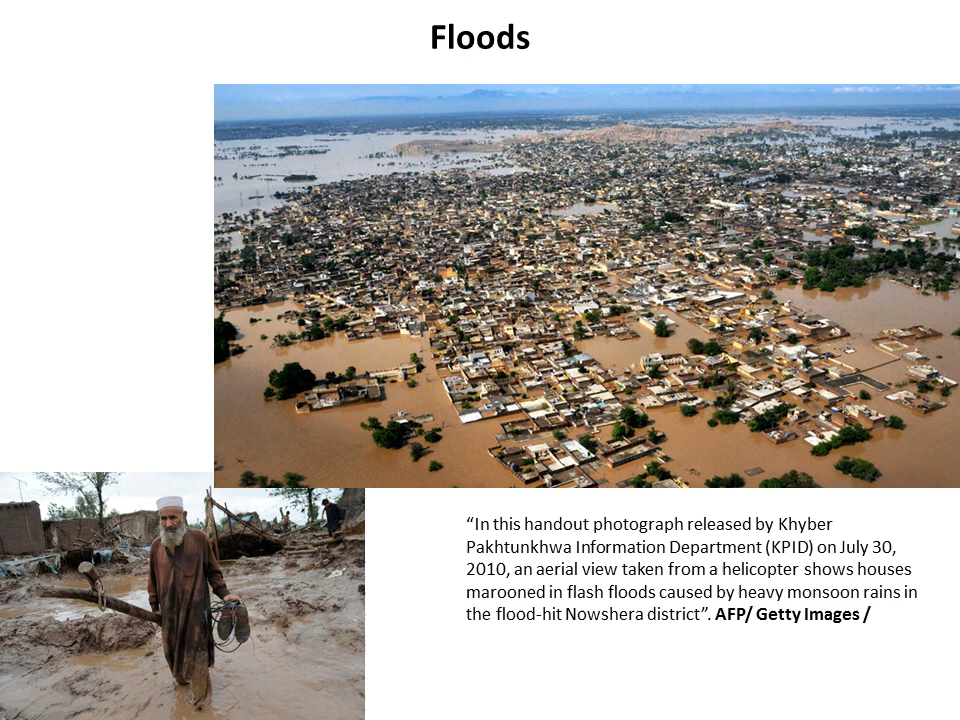 Floods
“In this handout photograph released by Khyber
Pakhtunkhwa Information Department (KPID) on July 30,
2010, an aerial view taken from a helicopter shows houses
marooned in flash floods caused by heavy monsoon rains in
the flood-hit Nowshera district”. AFP/ Getty Images /